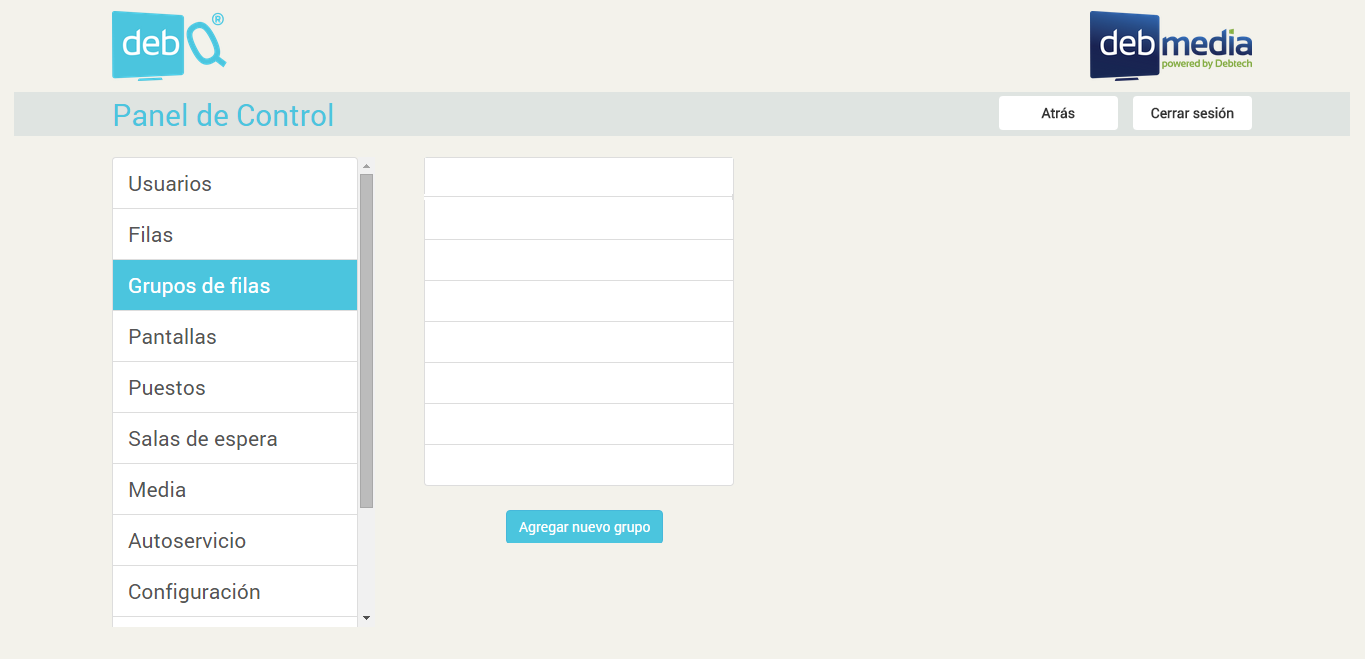 debQ®
debmedia
powered by Debtech
Panel de Control
Atrás
Cerrar sesión
Usuarios
Filas
Grupos de filas
Pantallas
Puestos
Salas de espera
Media
Autoservicio
Configuración
Agregar nuevo grupo